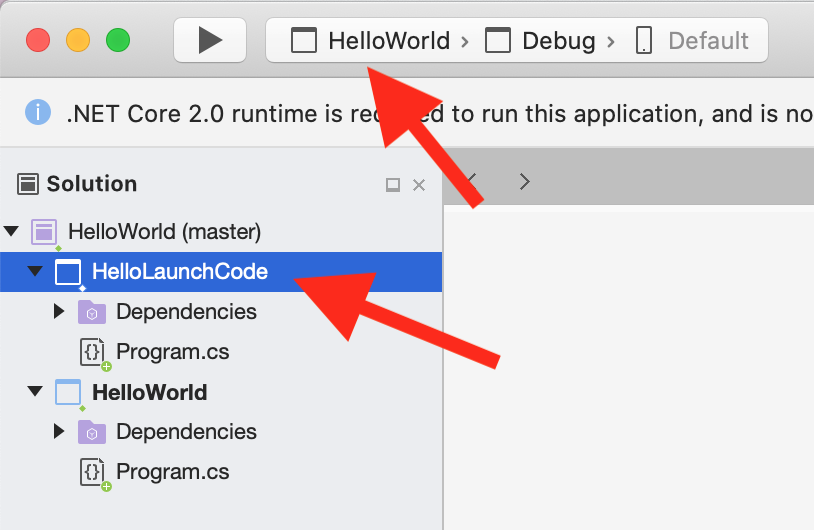 HelloWorld › Debug › Default
.NET Core 2.0 runtime is re ed to run this application, and is no
Solution
HelloWorld (master)
HelloLaunchCode
Dependencies
Program.cs
HelloWorld
Dependencies
Program.cs